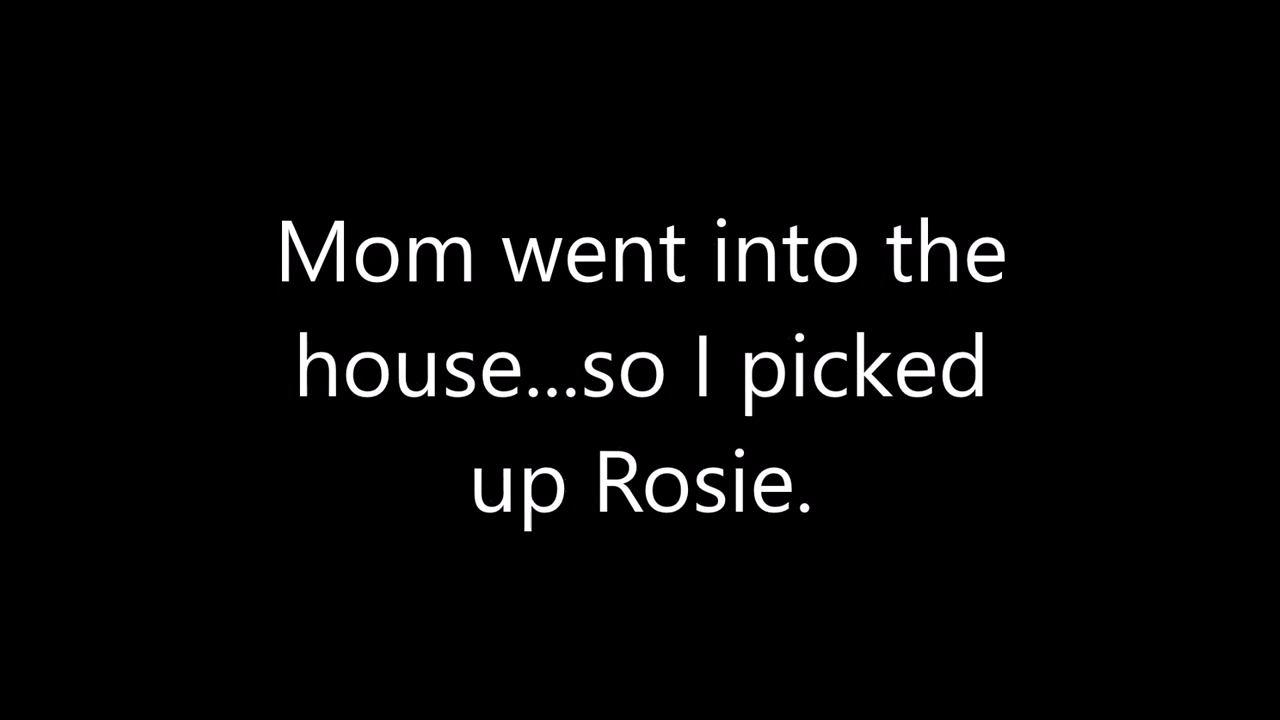 Mom went into the
house...so I picked
up Rosie.